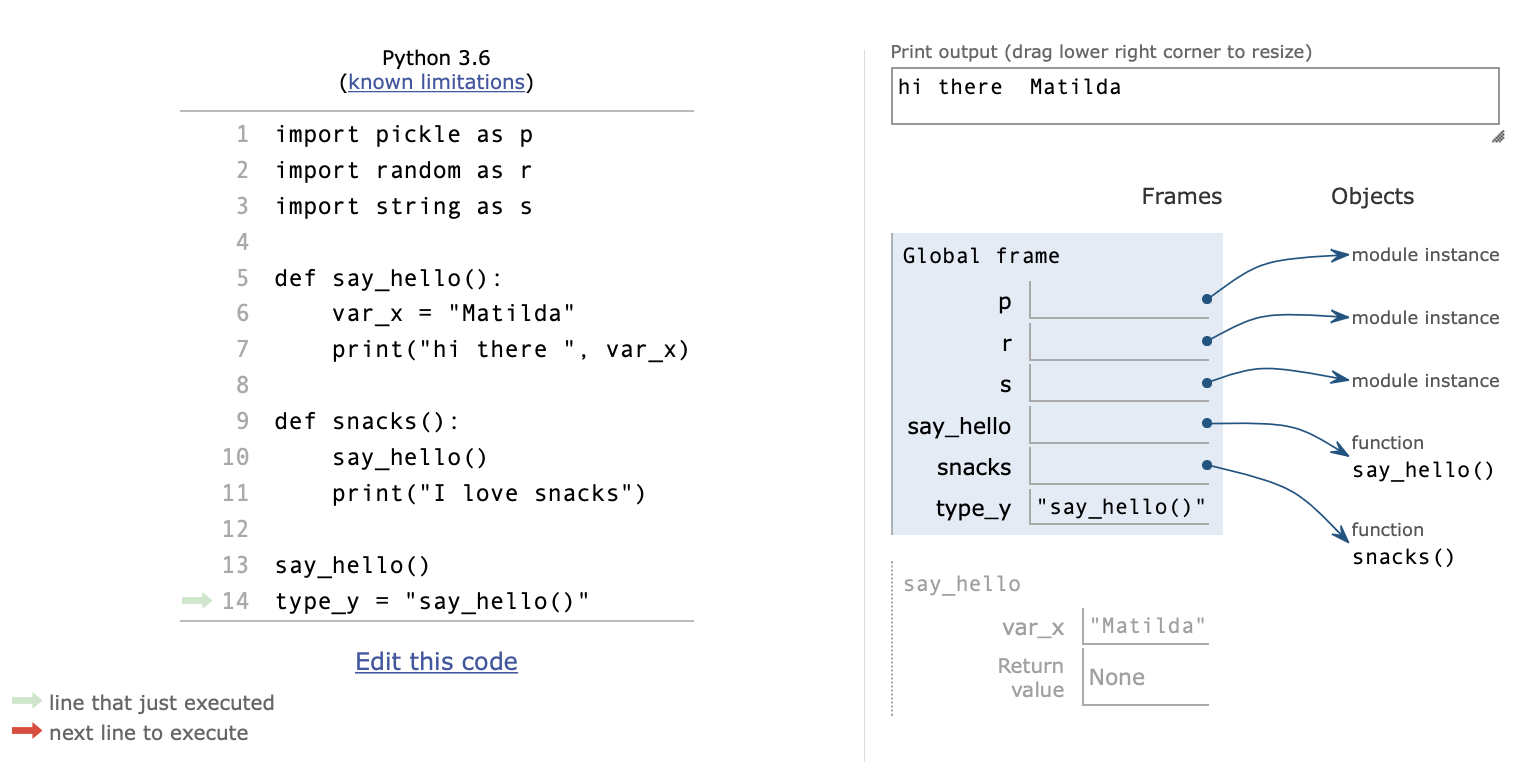 Python 3.6
(known limitations)
1 import pickle as p
2 import random as r
3 import string as s
4
5 def say_hello():
6     var_x = "Matilda"
7     print("hi there ", var_x)
8
9 def snacks():
10     say_hello()
11     print("I love snacks")
12
13 say_hello()
14 type_y = "say_hello()"
Edit this code
line that just executed
next line to execute
Print output (drag lower right corner to resize)
hi there  Matilda
Frames Objects
Global frame
p
r
s
say_hello
snacks
type_y "say_hello()"
module instance
module instance
module instance
function
say_hello()
function
snacks()
say_hello
var_x "Matilda"
Return
value None